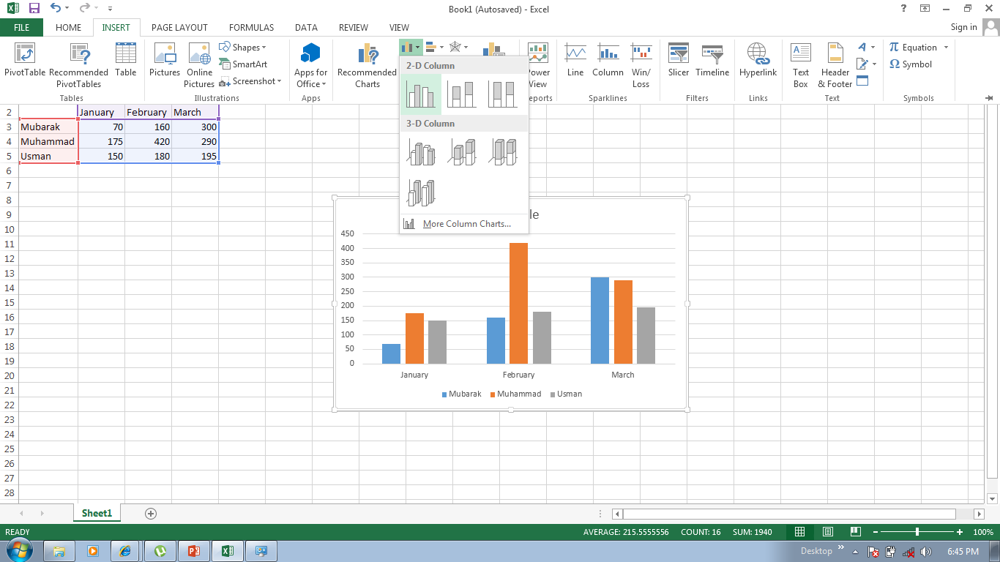 Book1 (Autosaved) - Excel
?
FILE HOME INSERT PAGE LAYOUT FORMULAS DATA REVIEW VIEW Sign in
PivotTable Recommended PivotTables Table
Tables
Pictures Online Pictures Shapes SmartArt Screenshot
Illustrations
Apps for Office
Apps
Recommended Charts
Line Column Win/Loss
Sparklines
Slicer Timeline
Filters
Hyperlink
Links
Text Box Header & Footer
Text
Equation
Symbol
Symbols
2-D Column
3-D Column
More Column Charts...
2 January February March
3 Mubarak 70 160 300
4 Muhammad 175 420 290
5 Usman 150 180 195
6
7
8
9
10
11
12
13
14
15
16
17
18
19
20
21
22
23
24
25
26
27
28
450
400
350
300
250
200
150
100
50
0
January February March
Mubarak Muhammad Usman
Sheet1
READY AVERAGE: 215.5555556 COUNT: 16 SUM: 1940 100%
Desktop 6:45 PM